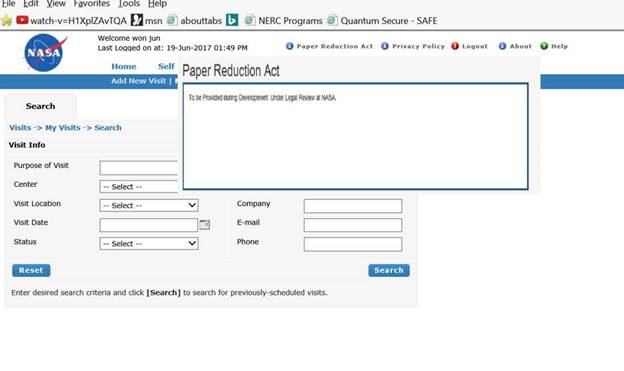 File Edit View Favorites Tools Help
watch-v=H1XplZAvTQA msn abouttabs NERC Programs Quantum Secure - SAFE
NASA
Welcome won jun
Last Logged on at: 19-Jun-2017 01:49 PM
Paper Reduction Act Privacy Policy Logout About Help
Home Self
Add New Visit |
Paper Reduction Act
To be Provided during Development. Under Legal Review at NASA.
Search
Visits -> My Visits -> Search
Visit Info
Purpose of Visit
Center -- Select --
Visit Location -- Select -- Company
Visit Date E-mail
Status -- Select -- Phone
Reset Search
Enter desired search criteria and click [Search] to search for previously-scheduled visits.